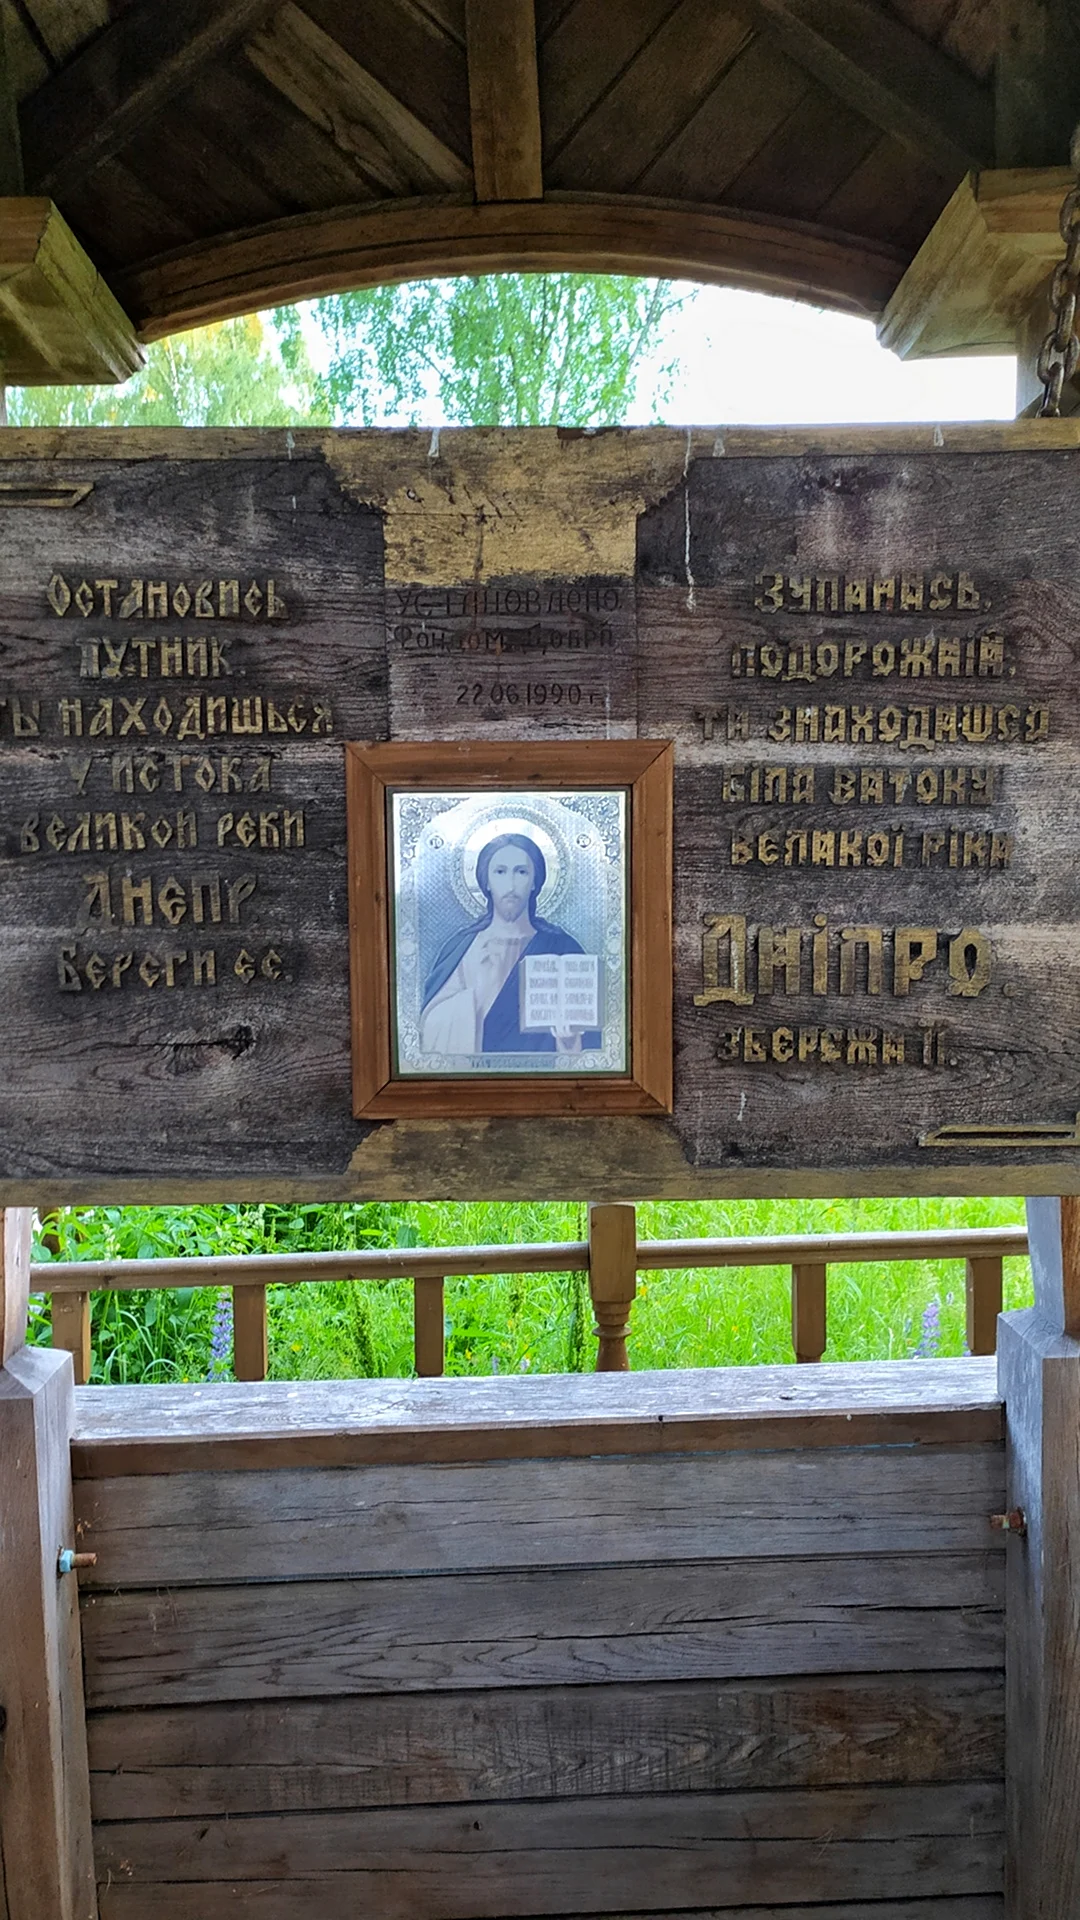 Остановись
путник.
ты находишься
у истока
великой реки
Днепр
береги ее.
УСТАНОВЛЕНО
Фондом Добра
22.06.1990 г.
Зупинись,
подорожній,
ти знаходишся
біля витоку
великої ріки
Дніпро.
збережи її.